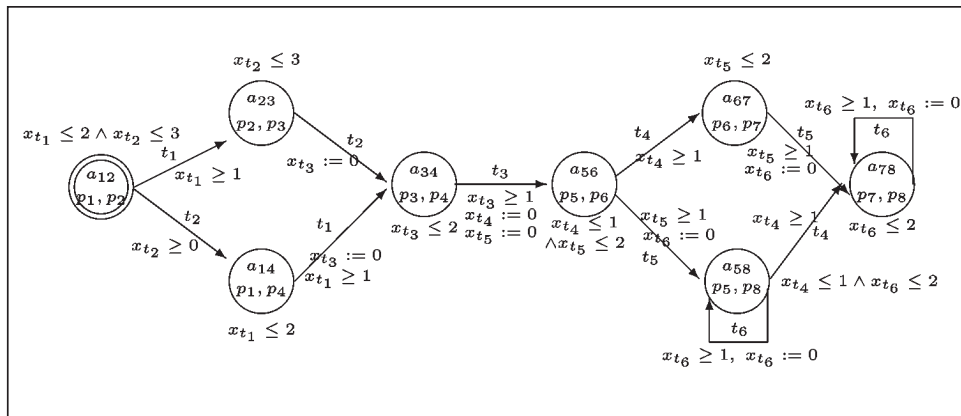 x_{t_2} ≤ 3
a_{23}
p_2, p_3
x_{t_1} ≤ 2 ∧ x_{t_2} ≤ 3
a_{12}
p_1, p_2
t_1
x_{t_1} ≥ 1
t_2
x_{t_2} ≥ 0
a_{14}
p_1, p_4
x_{t_1} ≤ 2
t_2
x_{t_3} := 0
t_1
x_{t_3} := 0
x_{t_1} ≥ 1
a_{34}
p_3, p_4
x_{t_3} ≤ 2
t_3
x_{t_3} ≥ 1
x_{t_4} := 0
x_{t_5} := 0
a_{56}
p_5, p_6
x_{t_4} ≤ 1
∧x_{t_5} ≤ 2
t_4
x_{t_4} ≥ 1
x_{t_5} ≥ 1
x_{t_6} := 0
t_5
x_{t_5} ≤ 2
a_{67}
p_6, p_7
t_5
x_{t_5} ≥ 1
x_{t_6} := 0
x_{t_6} ≥ 1, x_{t_6} := 0
t_6
a_{78}
p_7, p_8
x_{t_6} ≤ 2
x_{t_4} ≥ 1
t_4
a_{58}
p_5, p_8
x_{t_4} ≤ 1 ∧ x_{t_6} ≤ 2
t_6
x_{t_6} ≥ 1, x_{t_6} := 0